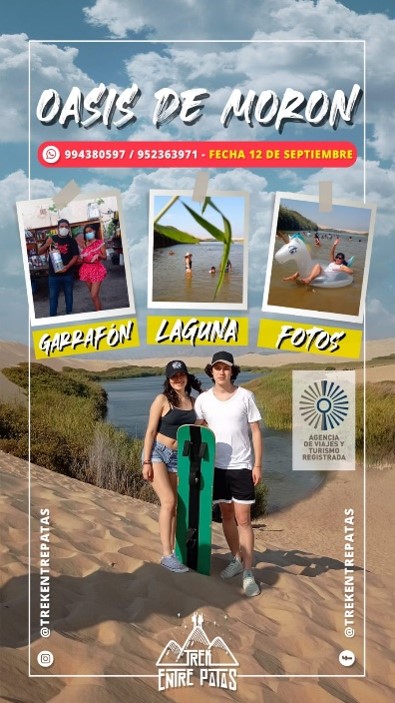 OASIS DE MORON
994380597 / 952363971 - FECHA 12 DE SEPTIEMBRE
GARRAFÓN
LAGUNA
FOTOS
AGENCIA
DE VIAJES Y
TURISMO
REGISTRADA
@TREKENTREPATAS
@TREKENTREPATAS
TREK
ENTRE PATAS